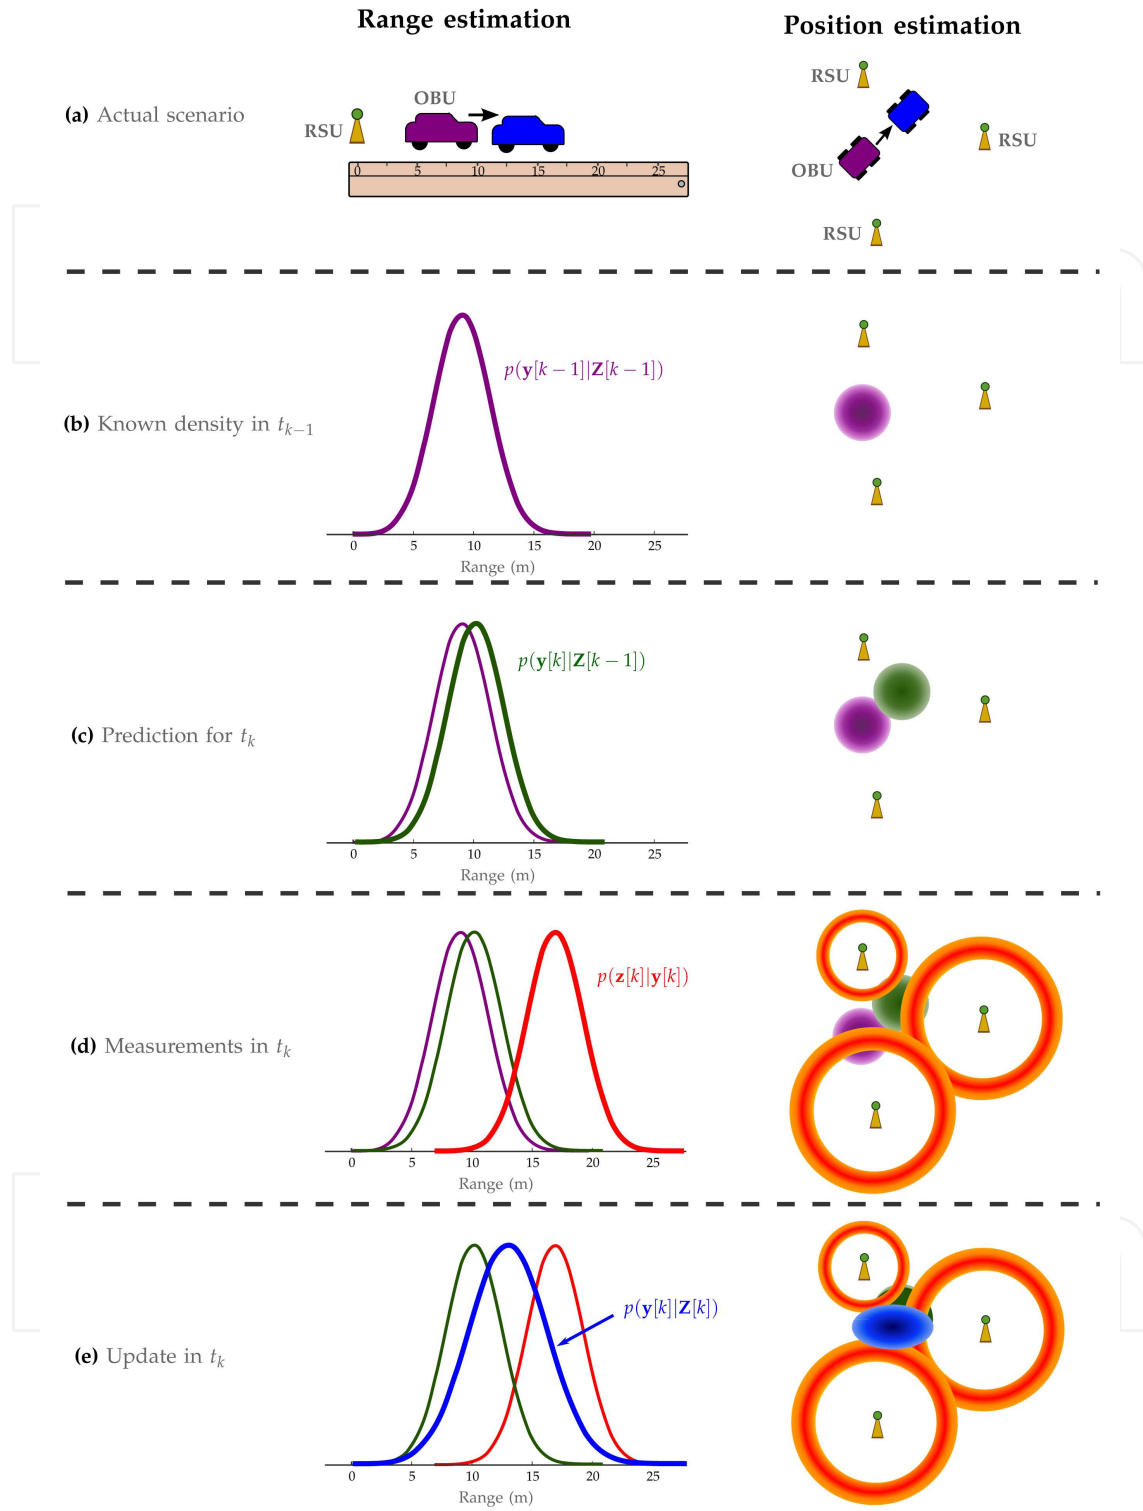 Range estimation
Position estimation
(a) Actual scenario
RSU
OBU
0 5 10 15 20 25
RSU
RSU
OBU
RSU
(b) Known density in t_{k−1}
p(y[k − 1]|Z[k − 1])
0 5 10 15 20 25
Range (m)
(c) Prediction for t_k
p(y[k]|Z[k − 1])
0 5 10 15 20 25
Range (m)
(d) Measurements in t_k
p(z[k]|y[k])
0 5 10 15 20 25
Range (m)
(e) Update in t_k
p(y[k]|Z[k])
0 5 10 15 20 25
Range (m)